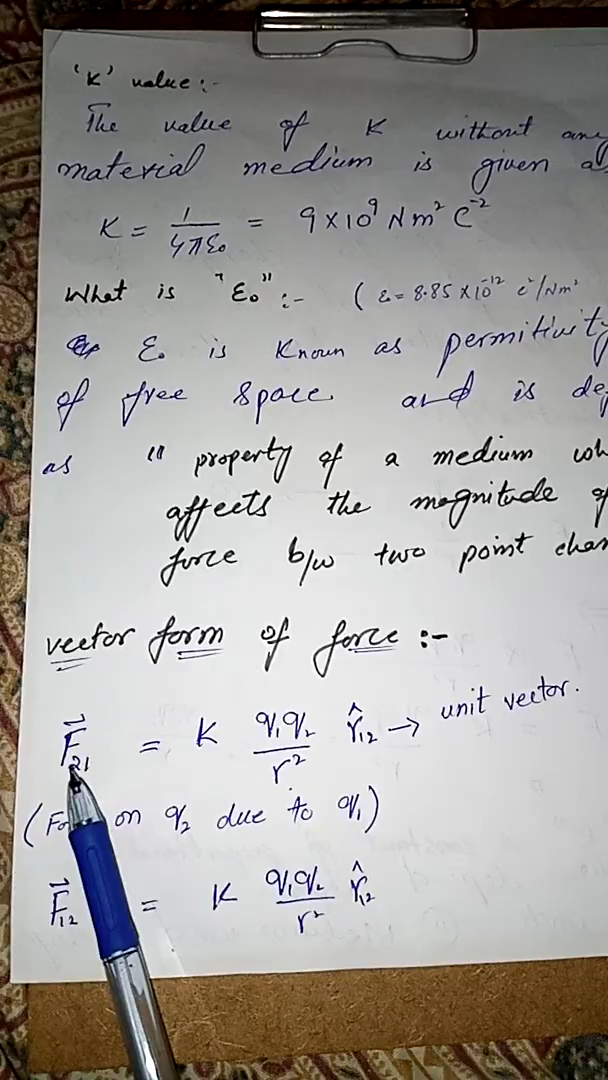 'K' value :-
The value of K without any
material medium is given as
K = 1/4πε₀ = 9×10⁹ Nm² C⁻²
What is "ε₀" :- (ε₀ = 8.85 × 10⁻¹² c²/Nm²
ε₀ is known as permitivity
of free space and is def
as " property of a medium wh
affects the magnitude of
force b/w two point char
vector form of force :-
F⃗₂₁ = K q₁q₂/r² r̂₁₂ → unit vector.
(Fo on q₂ due to q₁)
F⃗₁₂ = K q₁q₂/r² r̂₁₂